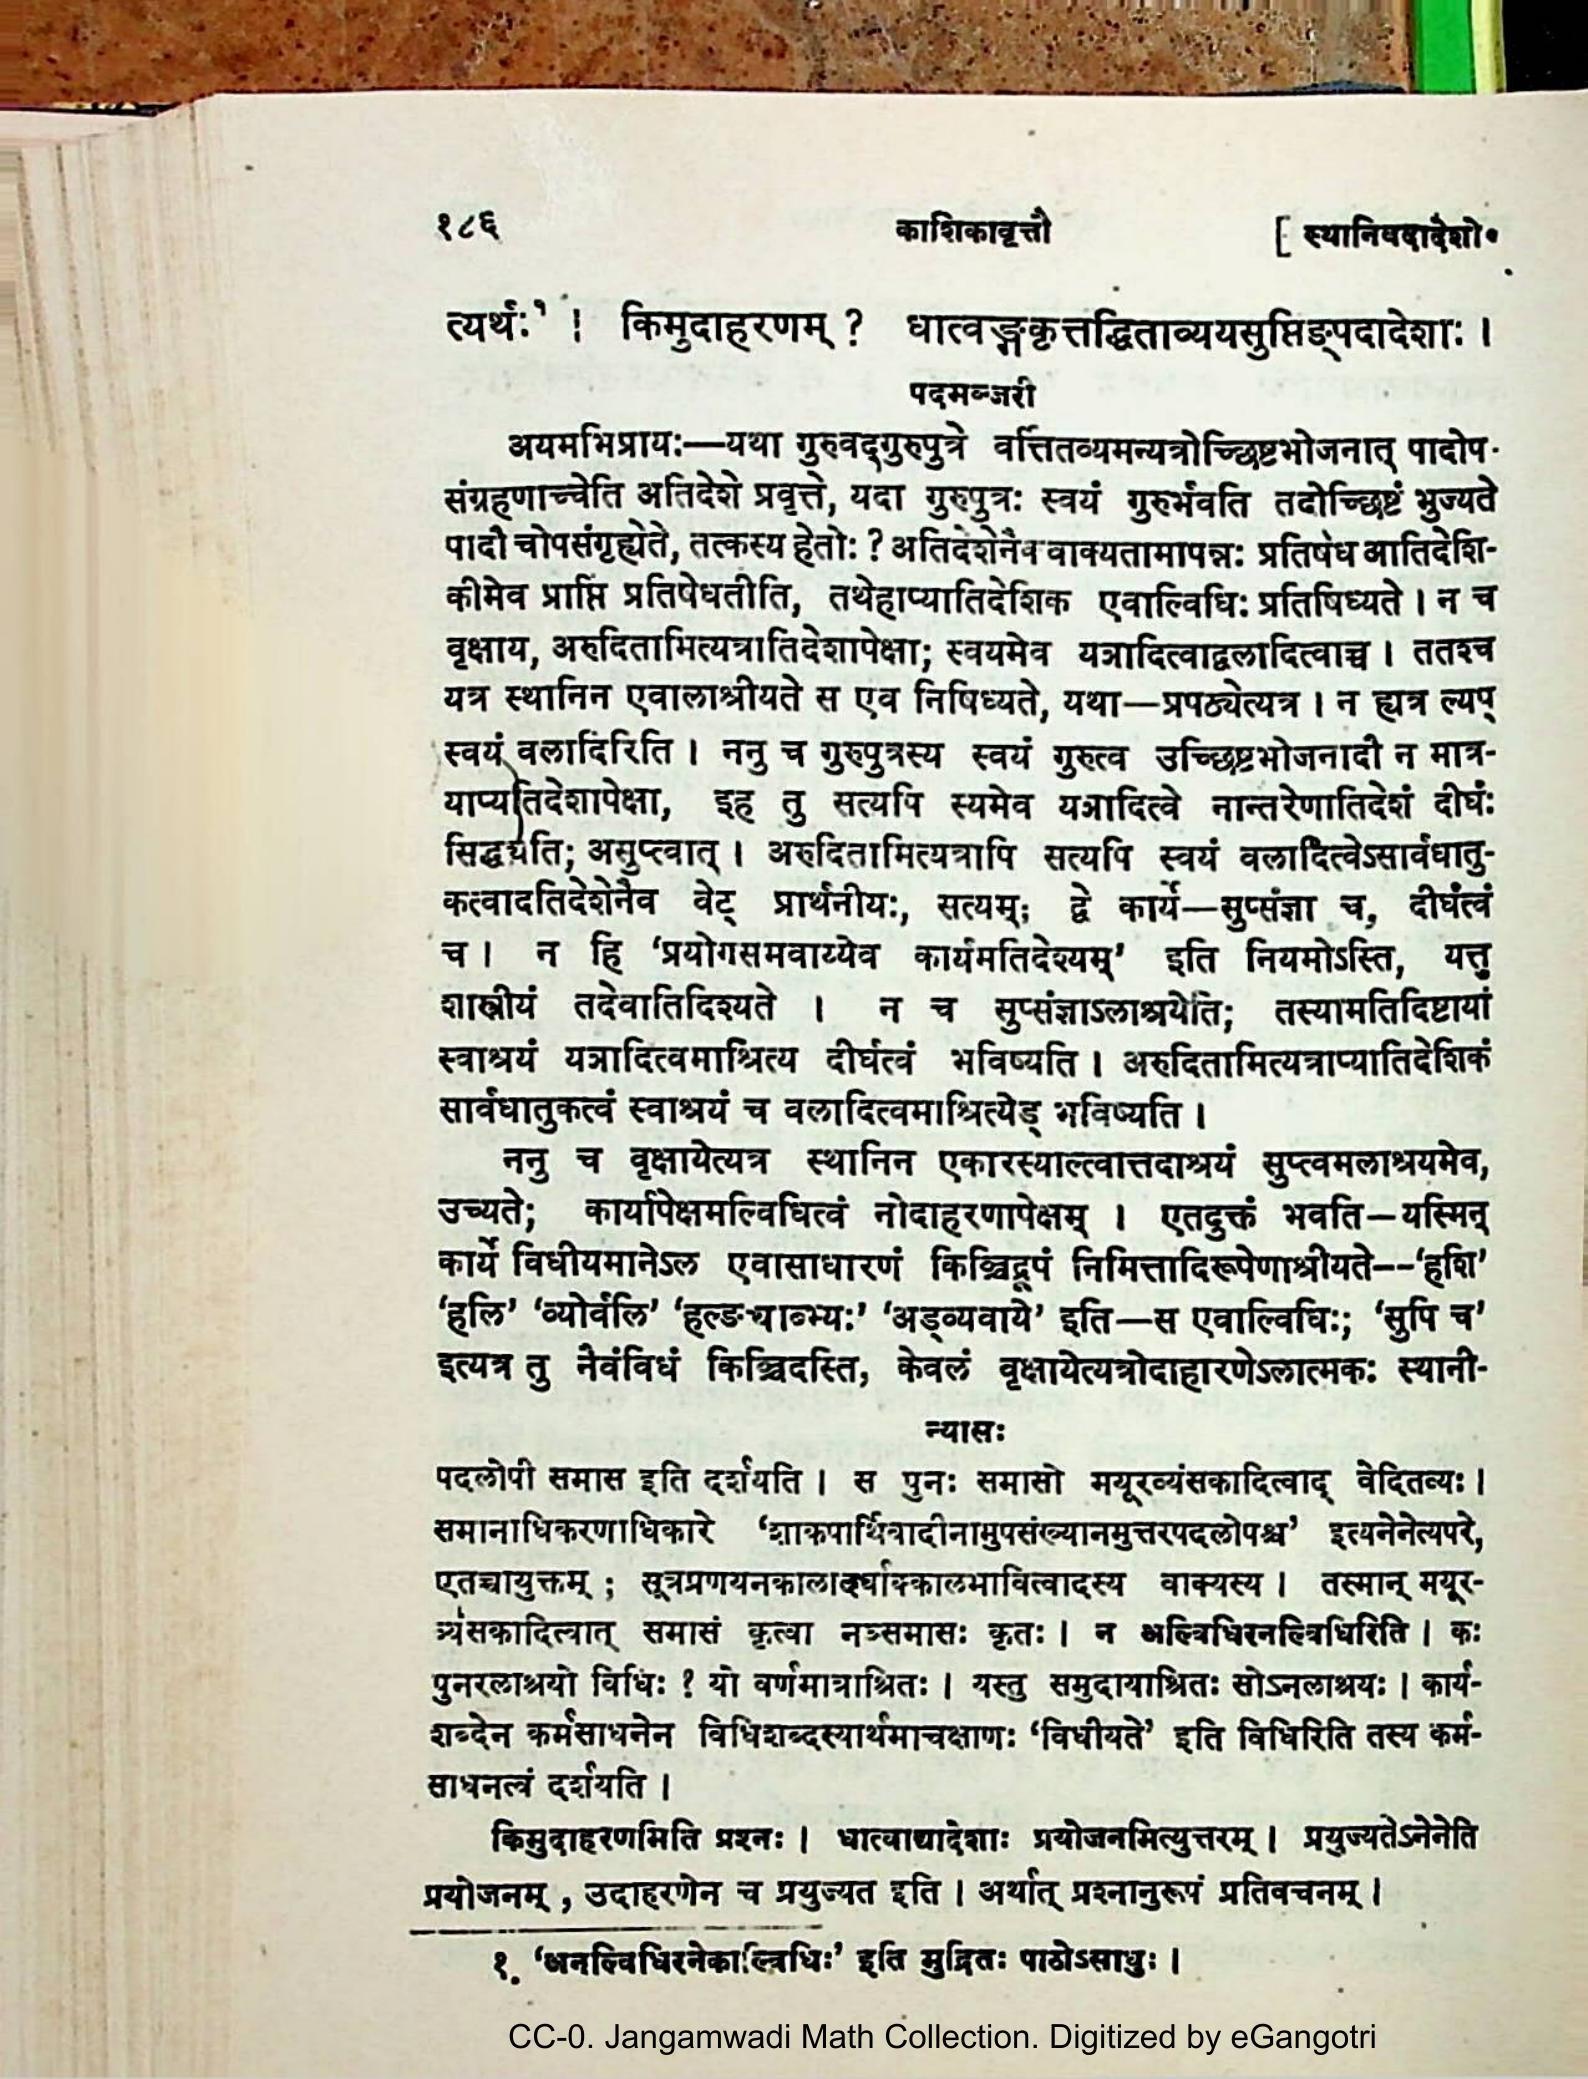 १८६ काशिकावृत्तौ [ स्थानिवदादेशो॰
त्यर्थः१ । किमुदाहरणम् ? धात्वङ्गकृत्तद्धिताव्ययसुप्तिङ्पदादेशाः ।
पदमञ्जरी
अयमभिप्रायः—यथा गुरुवद्गुरुपुत्रे वर्त्तितव्यमन्यत्रोच्छिष्टभोजनात् पादोप-
संग्रहणाच्चेति अतिदेशे प्रवृत्ते, यदा गुरुपुत्रः स्वयं गुरुर्भवति तदोच्छिष्टं भुज्यते
पादौ चोपसंगृह्येते, तत्कस्य हेतोः ? अतिदेशेनैव वाक्यतामापन्नः प्रतिषेध आतिदेशि-
कीमेव प्राप्तिं प्रतिषेधतीति, तथेहाप्यातिदेशिक एवाल्विधिः प्रतिषिध्यते । न च
वृक्षाय, अरुदितामित्यत्रातिदेशापेक्षा; स्वयमेव यञादित्वाद्वलादित्वाच्च । ततश्च
यत्र स्थानिन एवालाश्रीयते स एव निषिध्यते, यथा—प्रपठ्येत्यत्र । न ह्यत्र ल्यप्
स्वयं वलादिरिति । ननु च गुरुपुत्रस्य स्वयं गुरुत्व उच्छिष्टभोजनादौ न मात्र-
याप्यतिदेशापेक्षा, इह तु सत्यपि स्यमेव यञादित्वे नान्तरेणातिदेशं दीर्घः
सिद्ध्यति; असुप्त्वात् । अरुदितामित्यत्रापि सत्यपि स्वयं वलादित्वेऽसार्वधातु-
कत्वादतिदेशेनैव वेट् प्रार्थनीयः, सत्यम्; द्वे कार्ये—सुप्संज्ञा च, दीर्घत्वं
च । न हि ‘प्रयोगसमवाय्येव कार्यमतिदेश्यम्’ इति नियमोऽस्ति, यत्तु
शास्त्रीयं तदेवातिदिश्यते । न च सुप्संज्ञाऽलाश्रयेति; तस्यामतिदिष्टायां
स्वाश्रयं यञादित्वमाश्रित्य दीर्घत्वं भविष्यति । अरुदितामित्यत्राप्यातिदेशिकं
सार्वधातुकत्वं स्वाश्रयं च वलादित्वमाश्रित्येड् भविष्यति ।
ननु च वृक्षायेत्यत्र स्थानिन एकारस्याल्त्वात्तदाश्रयं सुप्त्वमलाश्रयमेव,
उच्यते; कार्यापेक्षमल्विधित्वं नोदाहरणापेक्षम् । एतदुक्तं भवति—यस्मिन्
कार्ये विधीयमानेऽल एवासाधारणं किञ्चिद्रूपं निमित्तादिरूपेणाश्रीयते--‘हशि’
‘हलि’ ‘व्योर्वलि’ ‘हल्ङ्याब्भ्यः’ ‘अड्व्यवाये’ इति—स एवाल्विधिः; ‘सुपि च’
इत्यत्र तु नैवंविधं किञ्चिदस्ति, केवलं वृक्षायेत्यत्रोदाहारणेऽलात्मकः स्थानी-
न्यासः
पदलोपी समास इति दर्शयति । स पुनः समासो मयूरव्यंसकादित्वाद् वेदितव्यः ।
समानाधिकरणाधिकारे ‘शाकपार्थिवादीनामुपसंख्यानमुत्तरपदलोपश्च’ इत्यनेनेत्यपरे,
एतच्चायुक्तम् ; सूत्रप्रणयनकालादर्वाक्कालभावित्वादस्य वाक्यस्य । तस्मान् मयूर-
व्यंसकादित्वात् समासं कृत्वा नञ्समासः कृतः । न अल्विधिरनल्विधिरिति । कः
पुनरलाश्रयो विधिः ? यो वर्णमात्राश्रितः । यस्तु समुदायाश्रितः सोऽनलाश्रयः । कार्य-
शब्देन कर्मसाधनेन विधिशब्दस्यार्थमाचक्षाणः ‘विधीयते’ इति विधिरिति तस्य कर्म-
साधनत्वं दर्शयति ।
किमुदाहरणमिति प्रश्नः । धात्वाद्यादेशाः प्रयोजनमित्युत्तरम् । प्रयुज्यतेऽनेनेति
प्रयोजनम् , उदाहरणेन च प्रयुज्यत इति । अर्थात् प्रश्नानुरूपं प्रतिवचनम् ।
१. ‘अनल्विधिरनेकाल्विधिः’ इति मुद्रितः पाठोऽसाधुः ।
CC-0. Jangamwadi Math Collection. Digitized by eGangotri